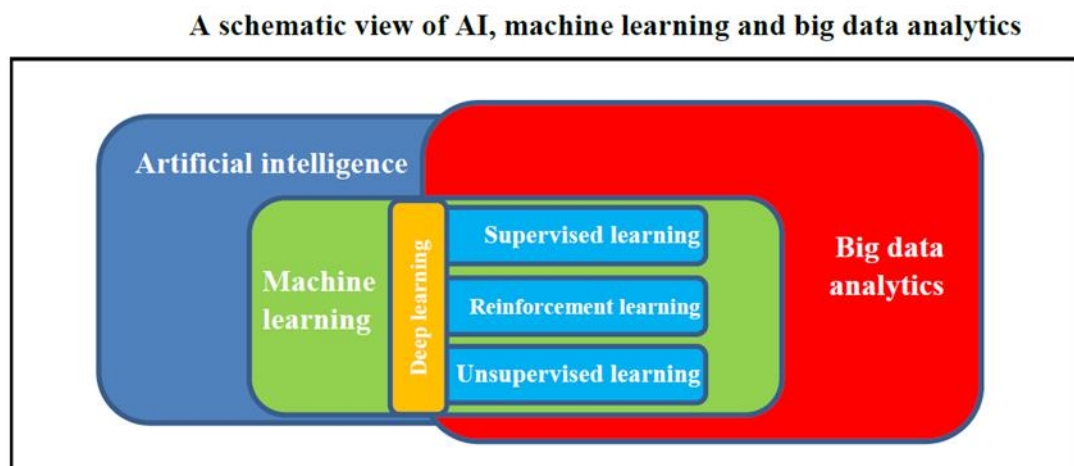 A schematic view of AI, machine learning and big data analytics
Artificial intelligence
Machine
learning
Deep learning
Supervised learning
Reinforcement learning
Unsupervised learning
Big data
analytics